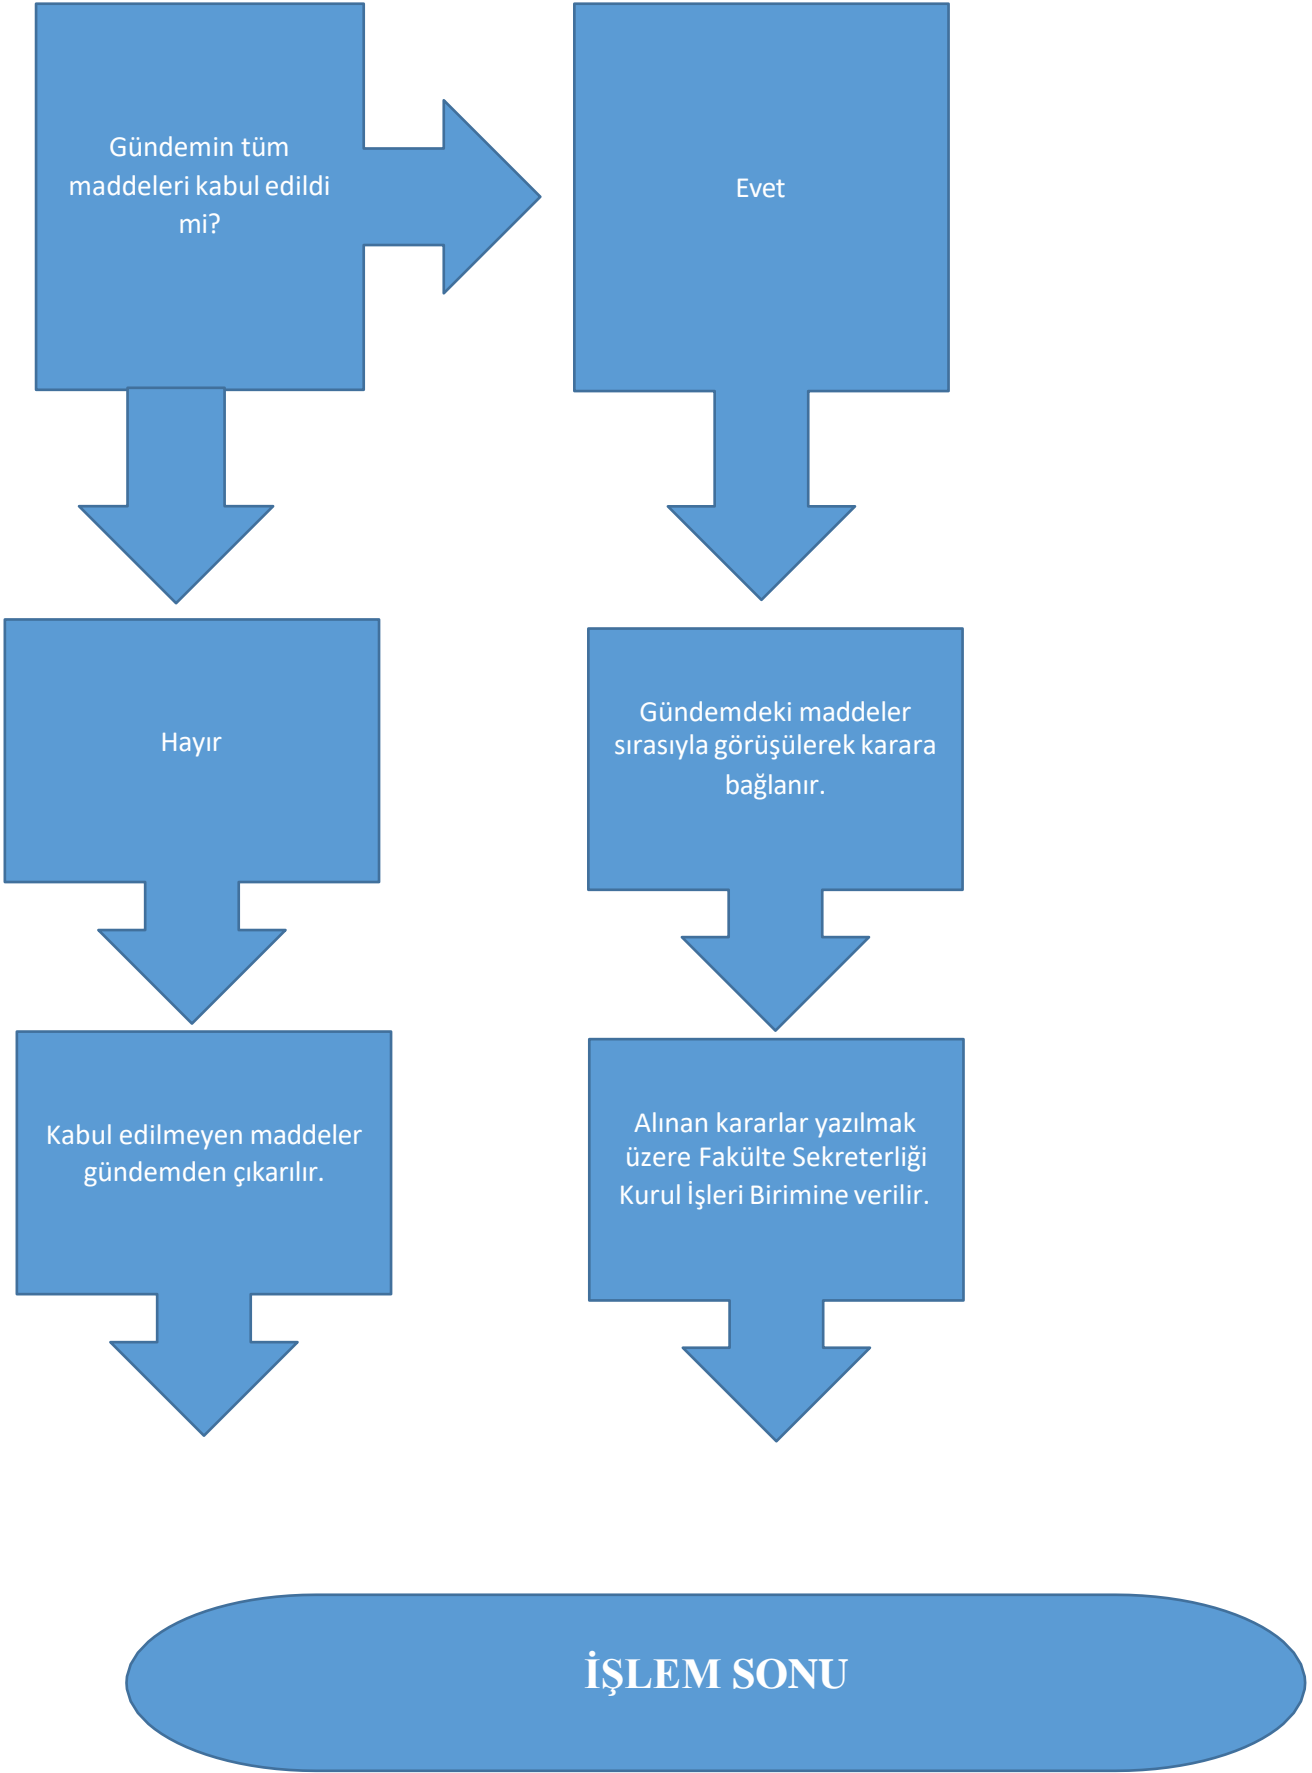 Gündemin tüm
maddeleri kabul edildi
mi?
Evet
Hayır
Gündemdeki maddeler
sırasıyla görüşülerek karara
bağlanır.
Kabul edilmeyen maddeler
gündemden çıkarılır.
Alınan kararlar yazılmak
üzere Fakülte Sekreterliği
Kurul İşleri Birimine verilir.
İŞLEM SONU